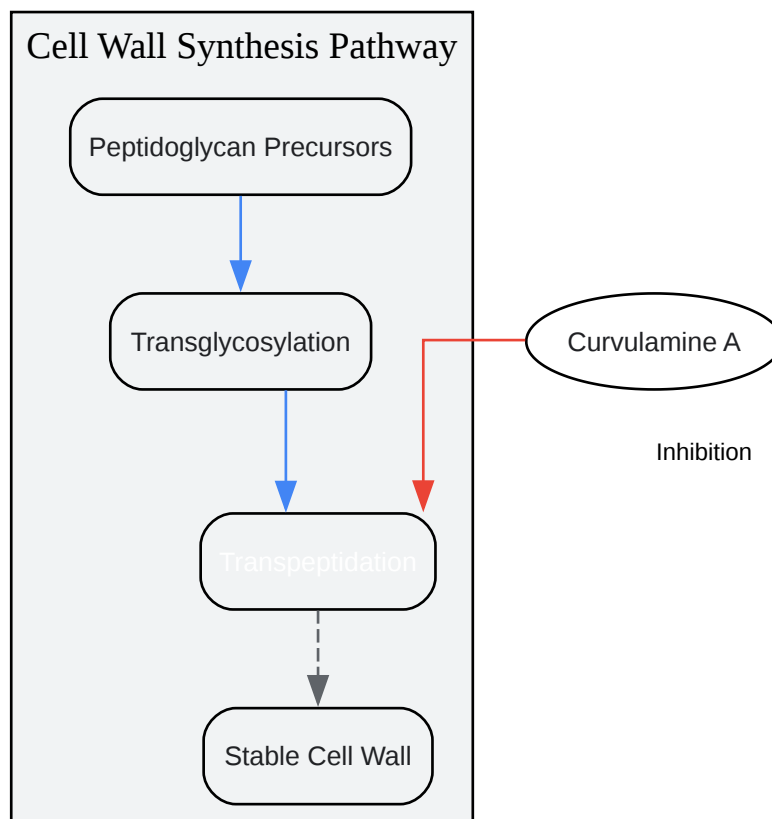 Cell Wall Synthesis Pathway
Peptidoglycan Precursors
Transglycosylation
Curvulamine A
Inhibition
Transpeptidation
Stable Cell Wall